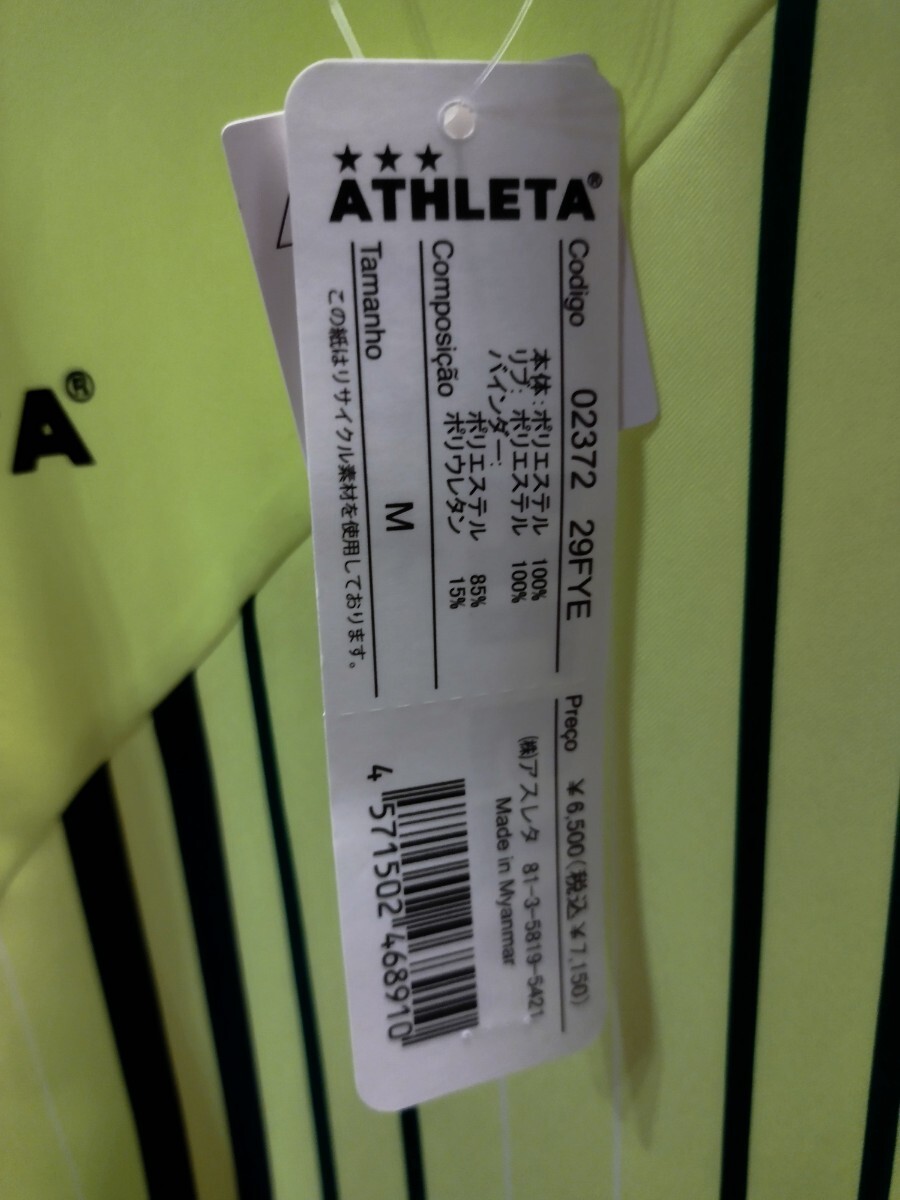 ★★★
ATHLETA®
Codigo 02372 29FYE
本体:ポリエステル 100%
リブ:ポリエステル 100%
バインダー:
ポリエステル 85%
Composição ポリウレタン 15%
Tamanho M
この紙はリサイクル素材を使用しております。
Preço ¥6,500(税込¥7,150)
(株)アスレタ 81-3-5819-5421
Made in Myanmar
4 571502 468910
A®